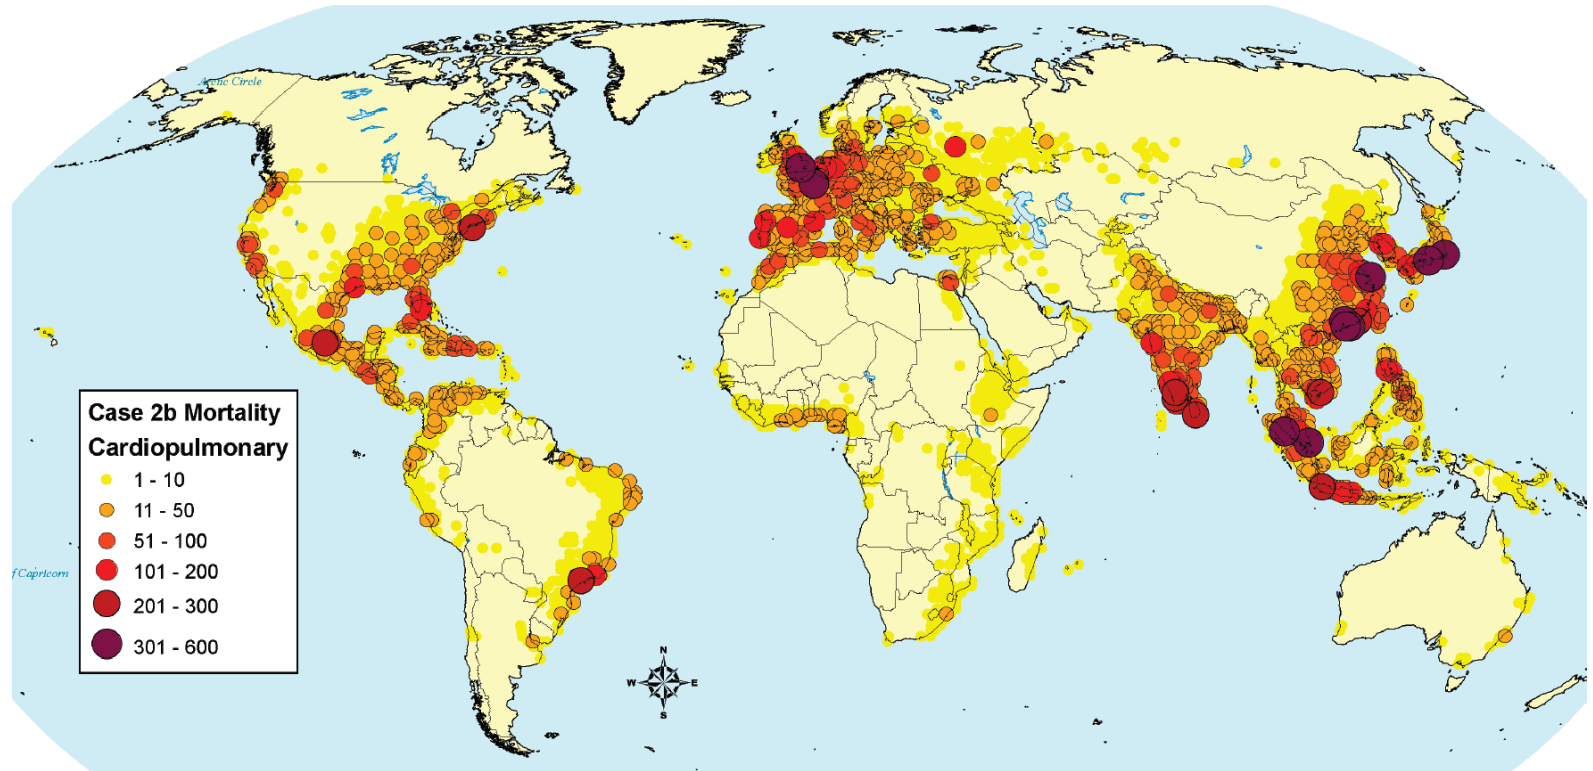 Arctic Circle
Case 2b Mortality
Cardiopulmonary
1 - 10
11 - 50
51 - 100
101 - 200
201 - 300
301 - 600
f Capricorn
N
W E
S